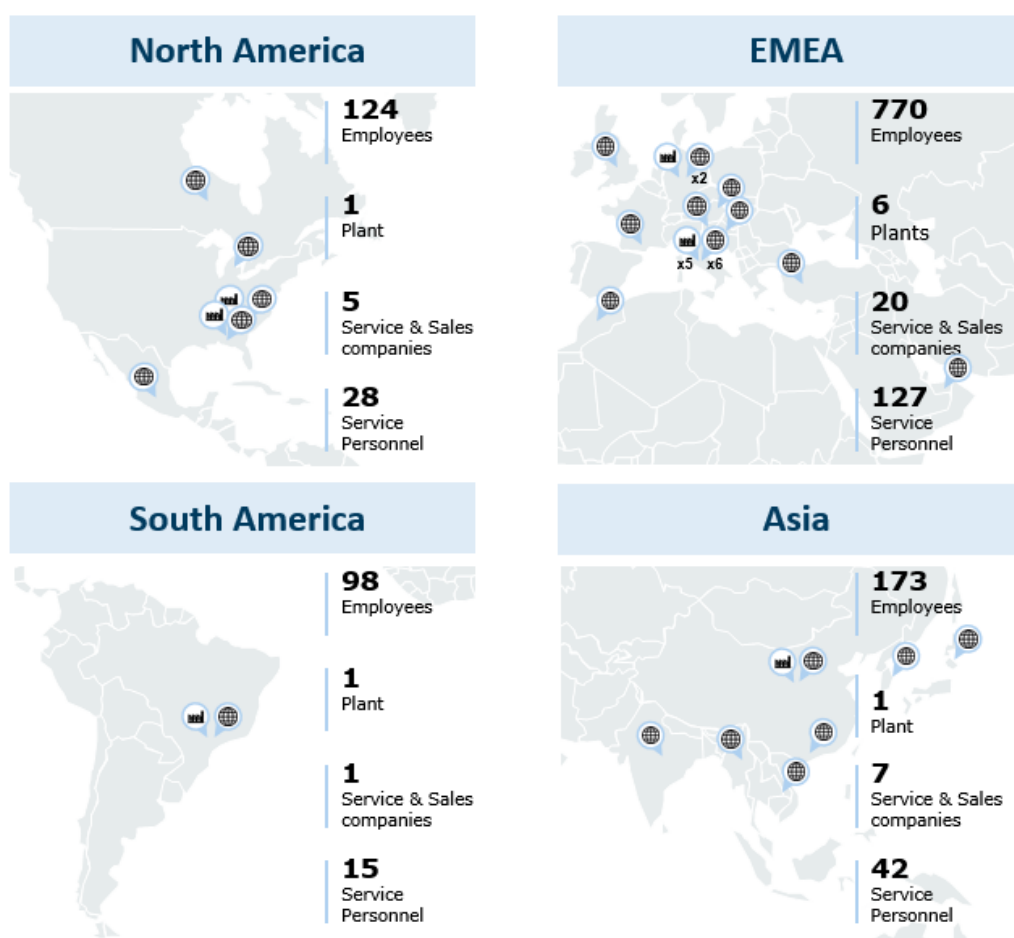 North America
124
Employees
1
Plant
5
Service & Sales
companies
28
Service
Personnel
EMEA
770
Employees
x2
6
Plants
x5 x6
20
Service & Sales
companies
127
Service
Personnel
South America
98
Employees
1
Plant
1
Service & Sales
companies
15
Service
Personnel
Asia
173
Employees
1
Plant
7
Service & Sales
companies
42
Service
Personnel